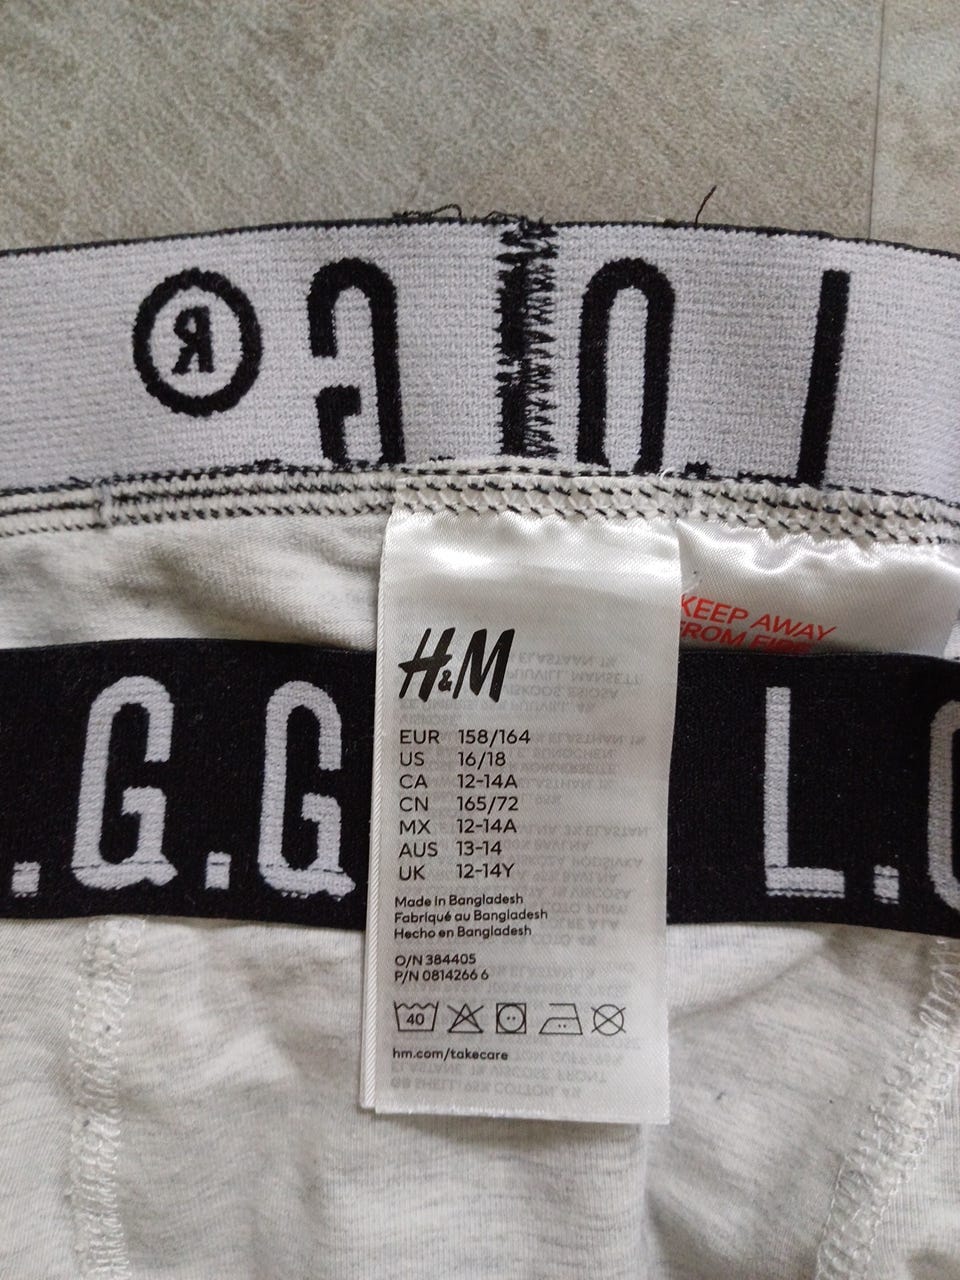 L.O.G®
KEEP AWAY
FROM FIRE
.G.G L.O
H&M
EUR 158/164
US 16/18
CA 12-14A
CN 165/72
MX 12-14A
AUS 13-14
UK 12-14Y
Made in Bangladesh
Fabriqué au Bangladesh
Hecho en Bangladesh
O/N 384405
P/N 0814266 6
40
hm.com/takecare